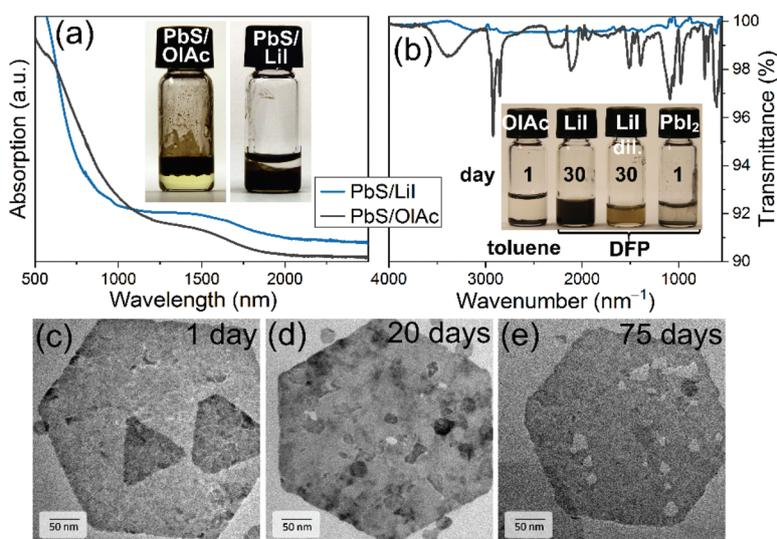 (a)
PbS/
OlAc
PbS/
LiI
Absorption (a.u.)
PbS/LiI
PbS/OlAc
500
1000
1500
2000
Wavelength (nm)
(b)
100
98
96
94
92
90
Transmittance (%)
OlAc
LiI
LiI
dil.
PbI₂
day
1
30
30
1
toluene
DFP
4000
3000
2000
1000
Wavenumber (nm⁻¹)
(c)
1 day
50 nm
(d)
20 days
50 nm
(e)
75 days
50 nm